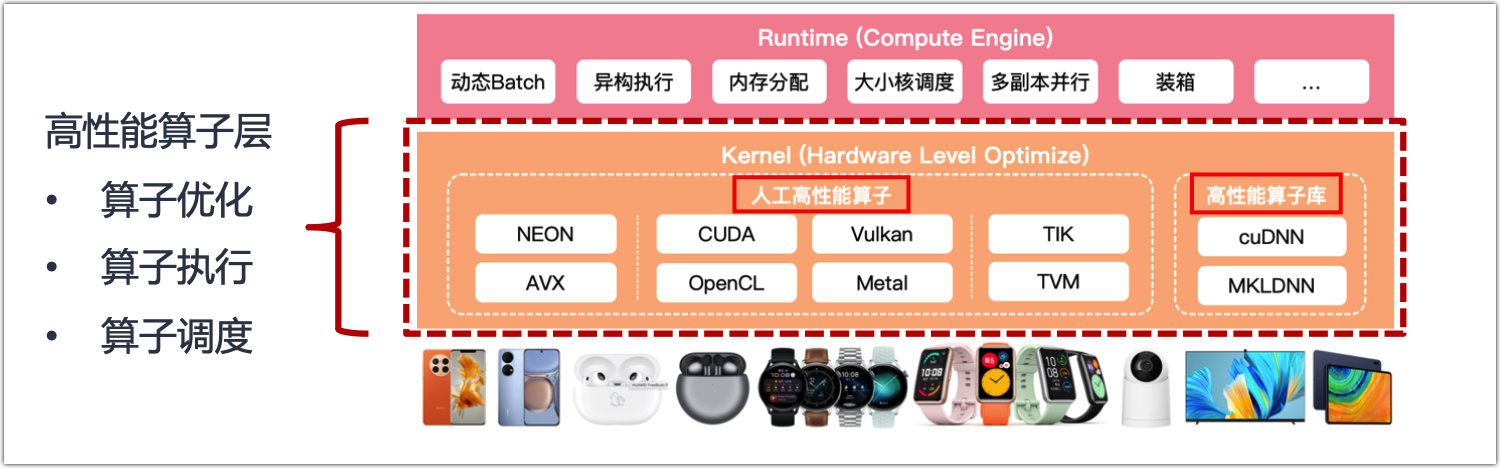 高性能算子层
• 算子优化
• 算子执行
• 算子调度
Runtime (Compute Engine)
动态Batch 异构执行 内存分配 大小核调度 多副本并行 装箱 ...
Kernel (Hardware Level Optimize)
人工高性能算子 高性能算子库
NEON CUDA Vulkan TIK cuDNN
AVX OpenCL Metal TVM MKLDNN